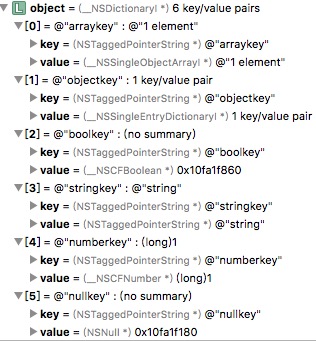 L object = (__NSDictionaryI *) 6 key/value pairs
[0] = @"arraykey" : @"1 element"
key = (NSTaggedPointerString *) @"arraykey"
value = (__NSSingleObjectArrayI *) @"1 element"
[1] = @"objectkey" : 1 key/value pair
key = (NSTaggedPointerString *) @"objectkey"
value = (__NSSingleEntryDictionaryI *) 1 key/value pair
[2] = @"boolkey" : (no summary)
key = (NSTaggedPointerString *) @"boolkey"
value = (__NSCFBoolean *) 0x10fa1f860
[3] = @"stringkey" : @"string"
key = (NSTaggedPointerString *) @"stringkey"
value = (NSTaggedPointerString *) @"string"
[4] = @"numberkey" : (long)1
key = (NSTaggedPointerString *) @"numberkey"
value = (__NSCFNumber *) (long)1
[5] = @"nullkey" : (no summary)
key = (NSTaggedPointerString *) @"nullkey"
value = (NSNull *) 0x10fa1f180